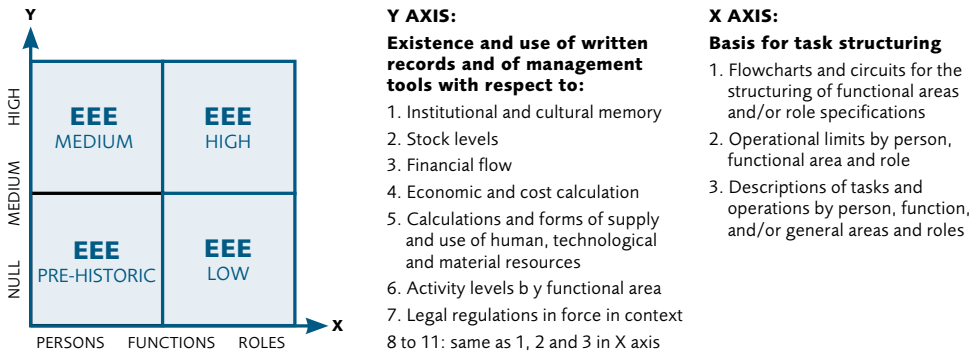 Y
HIGH
MEDIUM
NULL
EEE
MEDIUM
EEE
HIGH
EEE
PRE-HISTORIC
EEE
LOW
X
PERSONS FUNCTIONS ROLES
Y AXIS:
Existence and use of written
records and of management
tools with respect to:
1. Institutional and cultural memory
2. Stock levels
3. Financial flow
4. Economic and cost calculation
5. Calculations and forms of supply
and use of human, technological
and material resources
6. Activity levels b y functional area
7. Legal regulations in force in context
8 to 11: same as 1, 2 and 3 in X axis
X AXIS:
Basis for task structuring
1. Flowcharts and circuits for the
structuring of functional areas
and/or role specifications
2. Operational limits by person,
functional area and role
3. Descriptions of tasks and
operations by person, function,
and/or general areas and roles